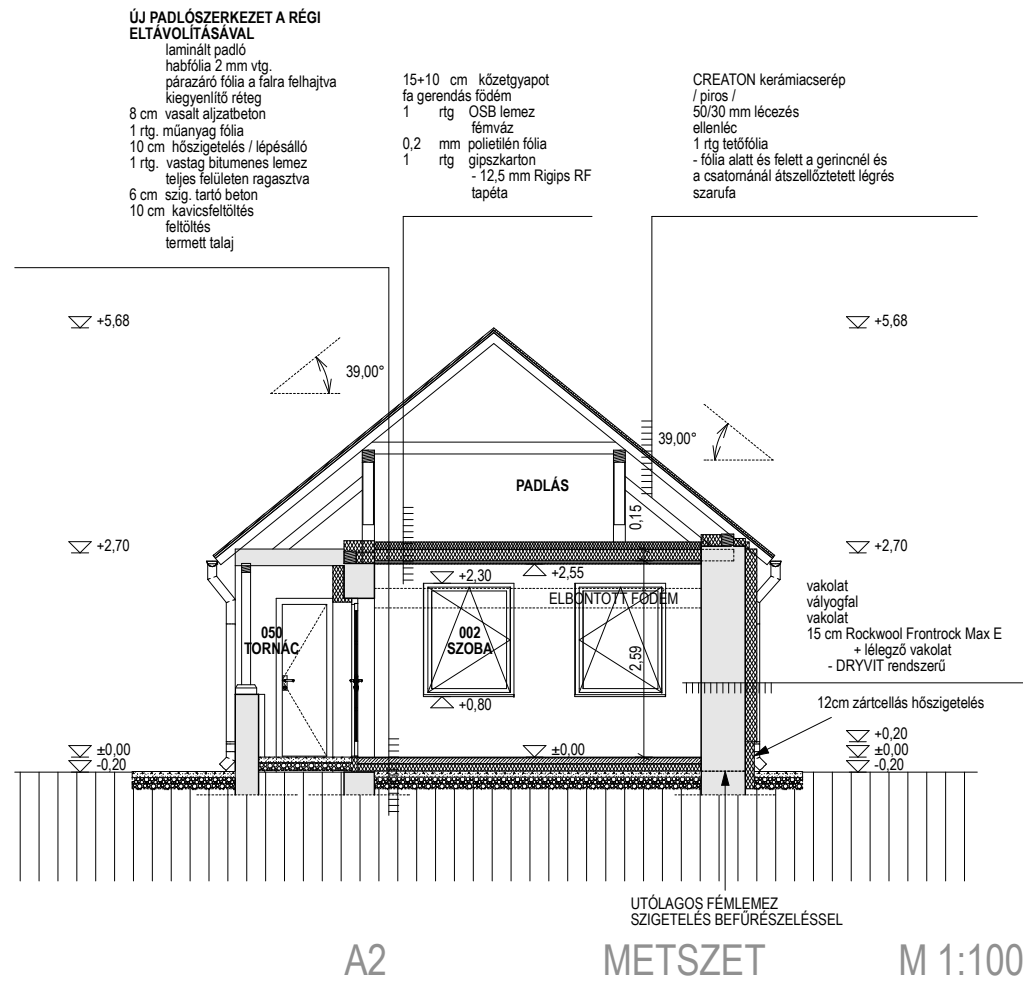 ÚJ PADLÓSZERKEZET A RÉGI
ELTÁVOLÍTÁSÁVAL
laminált padló
habfólia 2 mm vtg.
párazáró fólia a falra felhajtva
kiegyenlítő réteg
8 cm vasalt aljzatbeton
1 rtg. műanyag fólia
10 cm hőszigetelés / lépésálló
1 rtg. vastag bitumenes lemez
teljes felületen ragasztva
6 cm szig. tartó beton
10 cm kavicsfeltöltés
feltöltés
termett talaj
15+10 cm kőzetgyapot
fa gerendás födém
1 rtg OSB lemez
fémváz
0,2 mm polietilén fólia
1 rtg gipszkarton
- 12,5 mm Rigips RF
tapéta
CREATON kerámiacserép
/ piros /
50/30 mm lécezés
ellenléc
1 rtg tetőfólia
- fólia alatt és felett a gerincnél és
a csatornánál átszellőztetett légrés
szarufa
+5,68
+5,68
39,00°
39,00°
PADLÁS
0,15
+2,70
+2,70
+2,30
+2,55
ELBONTOTT FÖDÉM
050
TORNÁC
002
SZOBA
2,59
+0,80
vakolat
vályogfal
vakolat
15 cm Rockwool Frontrock Max E
+ lélegző vakolat
- DRYVIT rendszerű
12cm zártcellás hőszigetelés
±0,00
-0,20
±0,00
+0,20
±0,00
-0,20
UTÓLAGOS FÉMLEMEZ
SZIGETELÉS BEFŰRÉSZELÉSSEL
A2 METSZET M 1:100